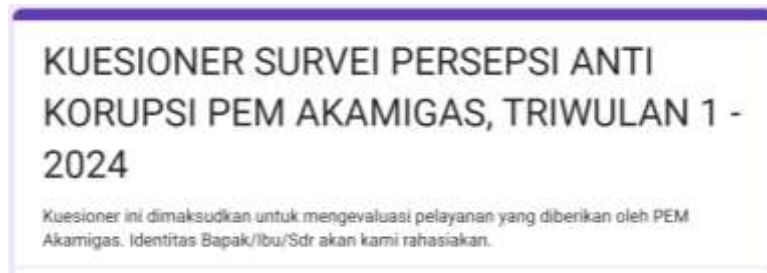 KUESIONER SURVEI PERSEPSI ANTI
KORUPSI PEM AKAMIGAS, TRIWULAN 1 -
2024
Kuesioner ini dimaksudkan untuk mengevaluasi pelayanan yang diberikan oleh PEM
Akamigas. Identitas Bapak/Ibu/Sdr akan kami rahasiakan.